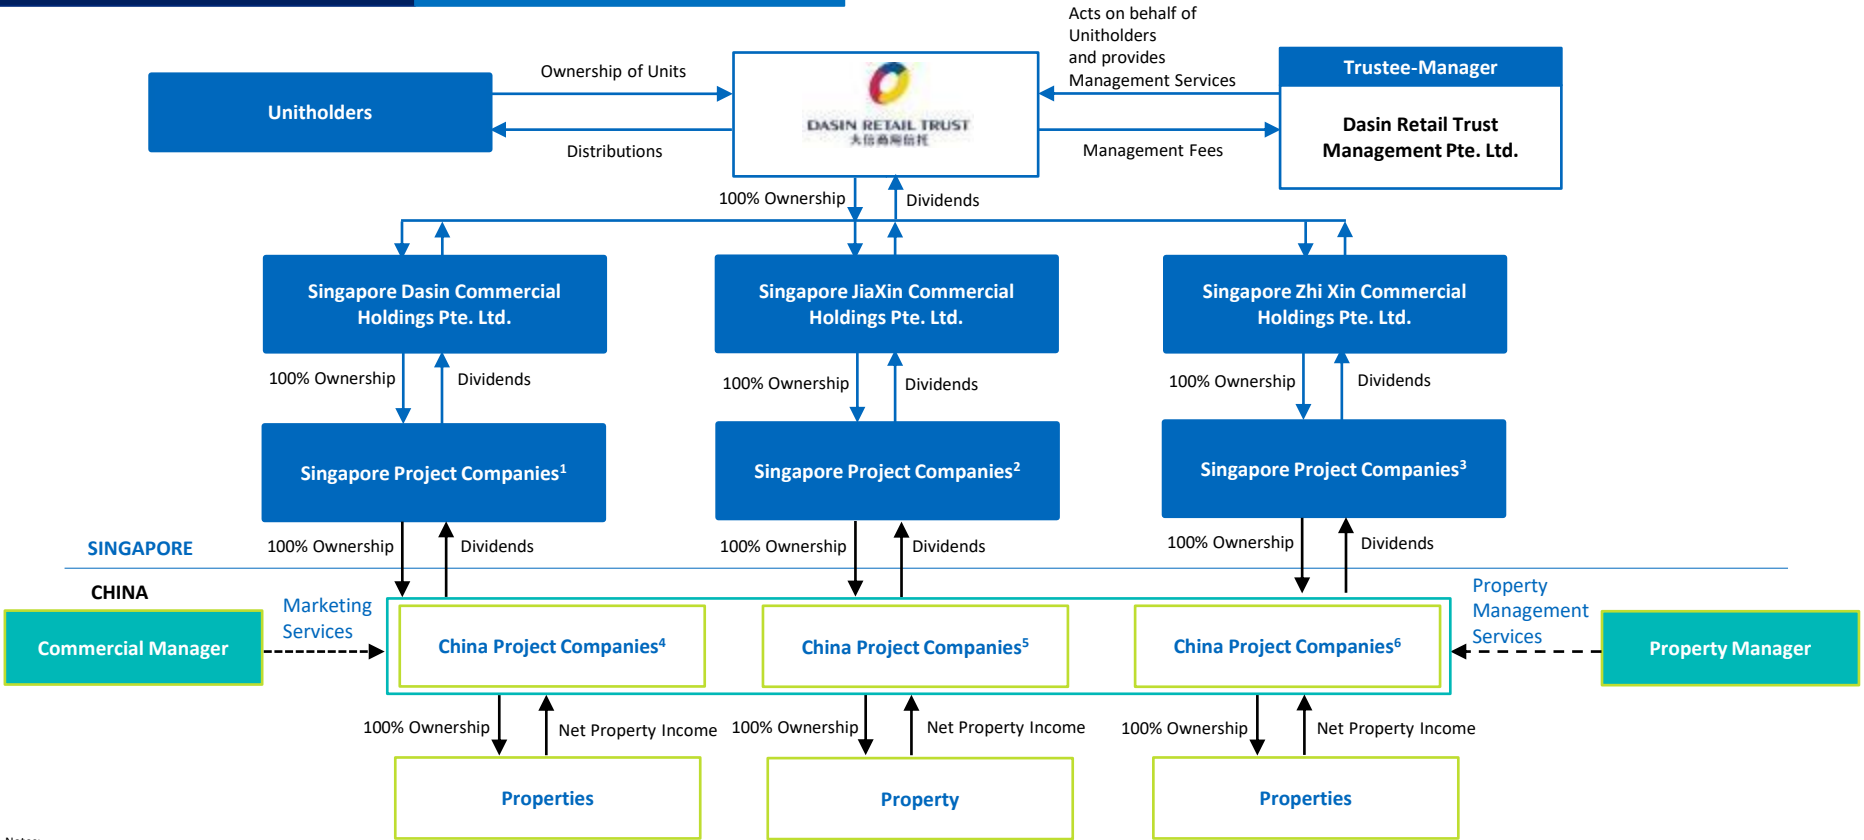 Acts on behalf of
Unitholders
and provides
Management Services
Ownership of Units
Unitholders
Distributions
DASIN RETAIL TRUST
大信商用信托
Trustee-Manager
Dasin Retail Trust
Management Pte. Ltd.
Management Fees
100% Ownership
Dividends
Singapore Dasin Commercial
Holdings Pte. Ltd.
Singapore JiaXin Commercial
Holdings Pte. Ltd.
Singapore Zhi Xin Commercial
Holdings Pte. Ltd.
100% Ownership
Dividends
100% Ownership
Dividends
100% Ownership
Dividends
Singapore Project Companies1
Singapore Project Companies2
Singapore Project Companies3
100% Ownership
Dividends
100% Ownership
Dividends
100% Ownership
Dividends
SINGAPORE
CHINA
Commercial Manager
Marketing
Services
China Project Companies4
China Project Companies5
China Project Companies6
Property
Management
Services
Property Manager
100% Ownership
Net Property Income
100% Ownership
Net Property Income
100% Ownership
Net Property Income
Properties
Property
Properties